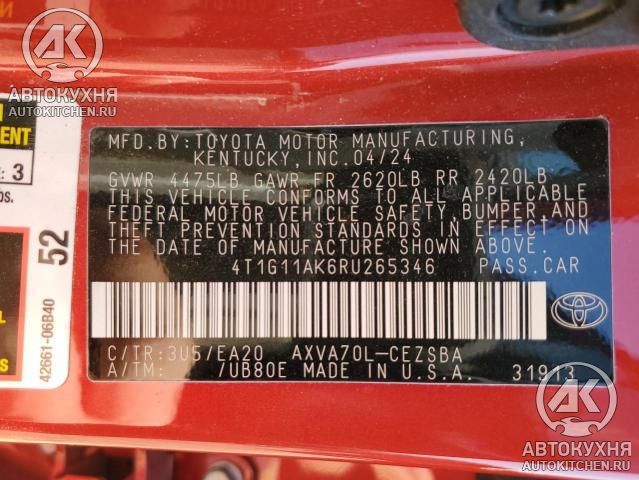 АВТОКУХНЯ
AUTOKITCHEN.RU
: 3
DS.
52
42661-06B40
MFD.BY:TOYOTA MOTOR MANUFACTURING,
KENTUCKY, INC. 04/24
GVWR 4475LB GAWR FR 2620LB RR 2420LB
THIS VEHICLE CONFORMS TO ALL APPLICABLE
FEDERAL MOTOR VEHICLE SAFETY, BUMPER, AND
THEFT PREVENTION STANDARDS IN EFFECT ON
THE DATE OF MANUFACTURE SHOWN ABOVE.
4T1G11AK6RU265346 PASS.CAR
C/TR:3U5/EA20 AXVA70L-CEZSBA
A/TM: /UB80E MADE IN U.S.A. 31913
TOYOTA
АВТОКУХНЯ
AUTOKITCHEN.RU